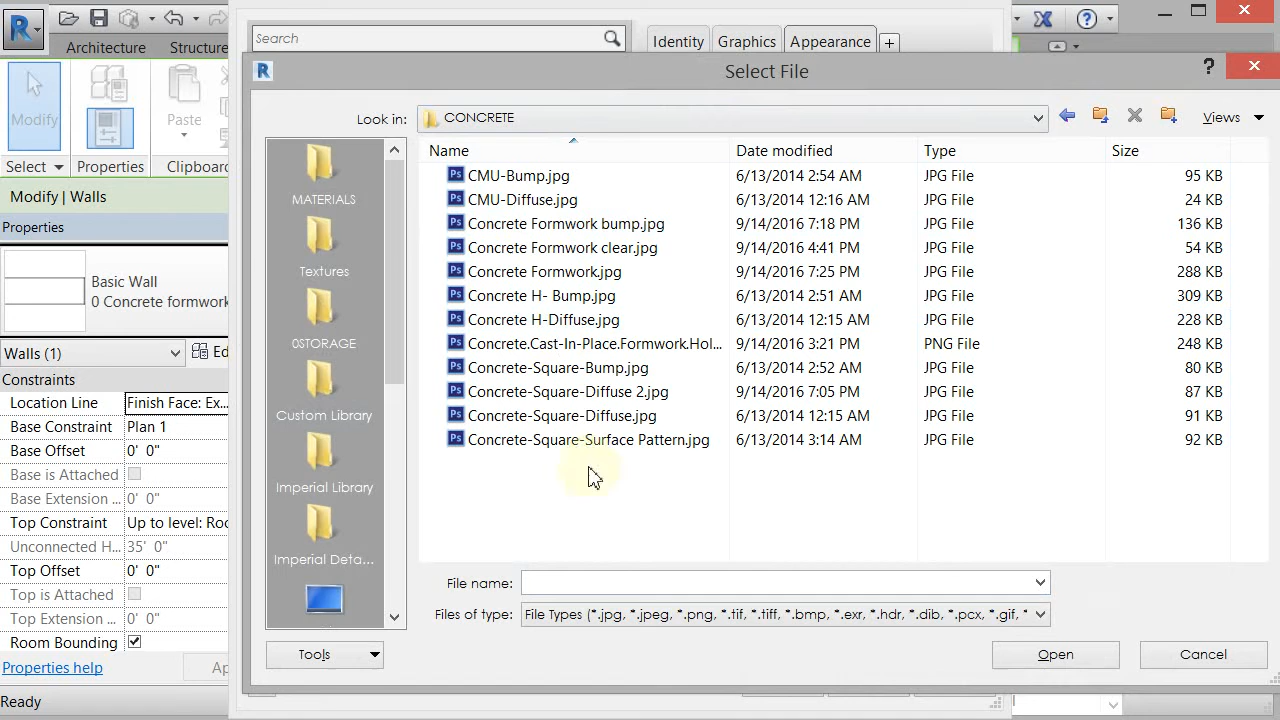 Search
Identity
Graphics
Appearance
+
R
?
Architecture
Structure
Select File
?
Modify
Paste
Select
Properties
Clipboard
Modify | Walls
Properties
Basic Wall
0 Concrete formwork
Walls (1)
Constraints
Location Line
Finish Face: Ex...
Base Constraint
Plan 1
Base Offset
0' 0"
Base is Attached
Base Extension ...
0' 0"
Top Constraint
Up to level: Roo
Unconnected H...
35' 0"
Top Offset
0' 0"
Top is Attached
Top Extension ...
0' 0"
Room Bounding
Properties help
Ap
Ready
Look in:
CONCRETE
Views
MATERIALS
Textures
0STORAGE
Custom Library
Imperial Library
Imperial Deta...
Name
Date modified
Type
Size
Ps CMU-Bump.jpg 6/13/2014 2:54 AM JPG File 95 KB
Ps CMU-Diffuse.jpg 6/13/2014 12:16 AM JPG File 24 KB
Ps Concrete Formwork bump.jpg 9/14/2016 7:18 PM JPG File 136 KB
Ps Concrete Formwork clear.jpg 9/14/2016 4:41 PM JPG File 54 KB
Ps Concrete Formwork.jpg 9/14/2016 7:25 PM JPG File 288 KB
Ps Concrete H- Bump.jpg 6/13/2014 2:51 AM JPG File 309 KB
Ps Concrete H-Diffuse.jpg 6/13/2014 12:15 AM JPG File 228 KB
Ps Concrete.Cast-In-Place.Formwork.Hol... 9/14/2016 3:21 PM PNG File 248 KB
Ps Concrete-Square-Bump.jpg 6/13/2014 2:52 AM JPG File 80 KB
Ps Concrete-Square-Diffuse 2.jpg 9/14/2016 7:05 PM JPG File 87 KB
Ps Concrete-Square-Diffuse.jpg 6/13/2014 12:15 AM JPG File 91 KB
Ps Concrete-Square-Surface Pattern.jpg 6/13/2014 3:14 AM JPG File 92 KB
File name:
Files of type:
File Types (*.jpg, *.jpeg, *.png, *.tif, *.tiff, *.bmp, *.exr, *.hdr, *.dib, *.pcx, *.gif, *
Tools
Open
Cancel